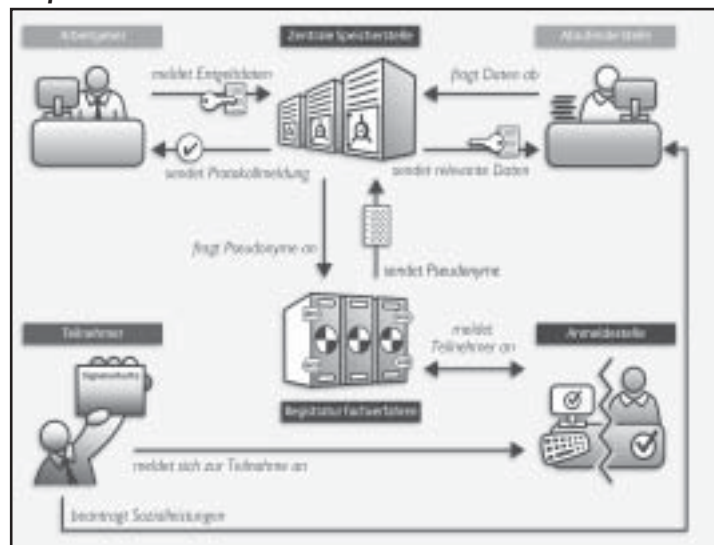 Arbeitgeber
Zentrale Speicherstelle
Abrufende Stelle
meldet Entgeltdaten
fragt Daten ab
sendet Protokollmeldung
sendet relevante Daten
fragt Pseudonyme an
sendet Pseudonyme
Teilnehmer
meldet
Teilnehmer an
Anmeldestelle
Signaturkarte
Registratur Fachverfahren
meldet sich zur Teilnahme an
beantragt Sozialleistungen